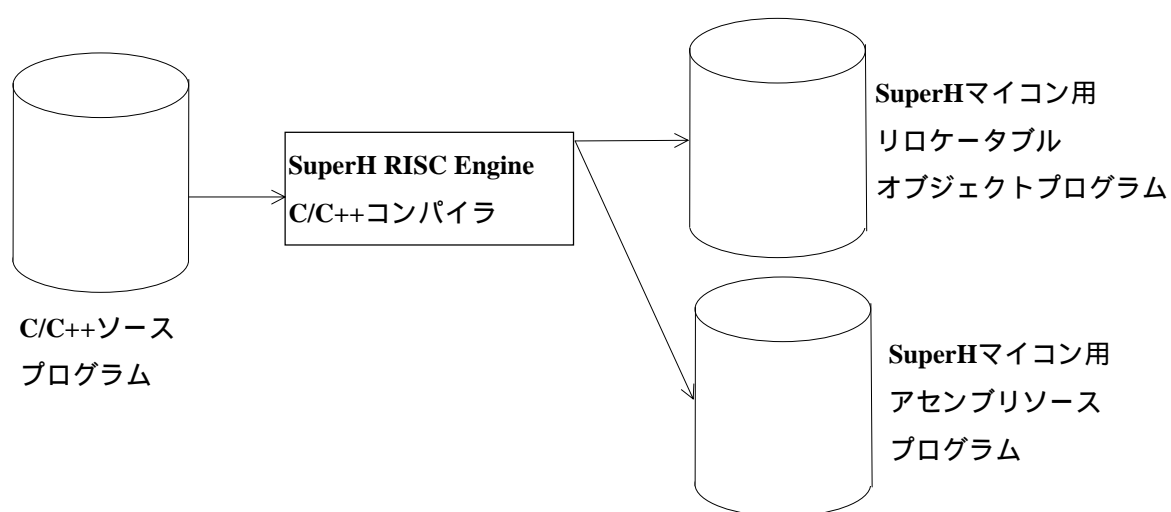 C/C++ソース
プログラム
SuperH RISC Engine
C/C++コンパイラ
SuperHマイコン用
リロケータブル
オブジェクトプログラム
SuperHマイコン用
アセンブリソース
プログラム